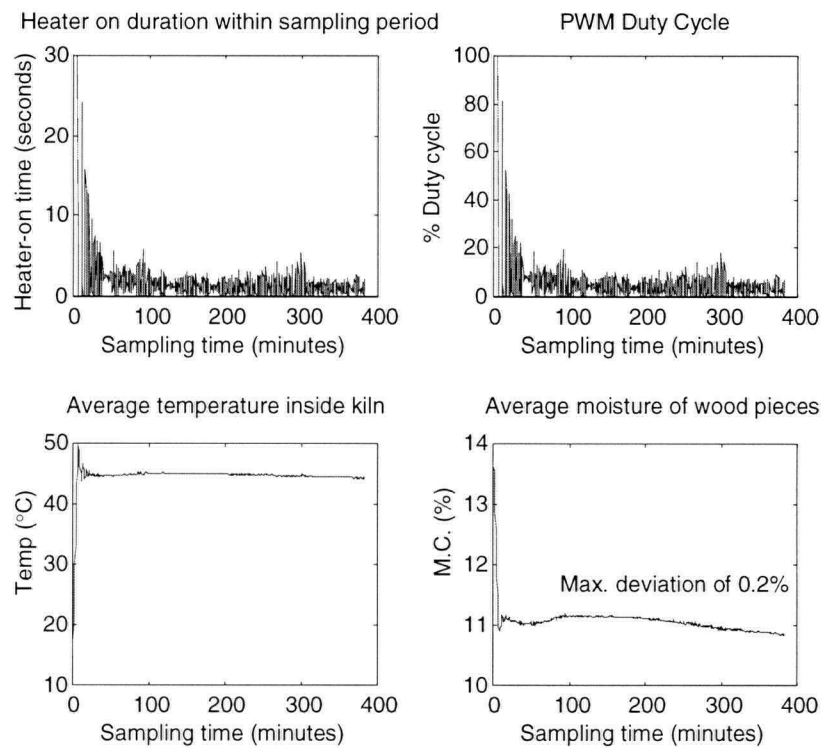 Heater on duration within sampling period
Heater-on time (seconds)
30
20
10
0
0 100 200 300 400
Sampling time (minutes)
PWM Duty Cycle
% Duty cycle
100
80
60
40
20
0
0 100 200 300 400
Sampling time (minutes)
Average temperature inside kiln
Temp (°C)
50
40
30
20
10
0 100 200 300 400
Sampling time (minutes)
Average moisture of wood pieces
M.C. (%)
14
13
12
11
10
Max. deviation of 0.2%
0 100 200 300 400
Sampling time (minutes)